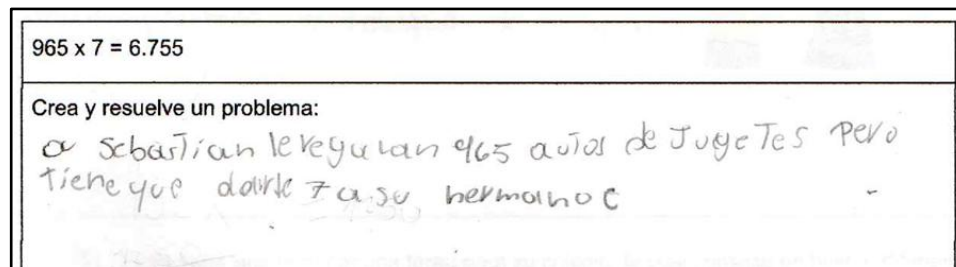 965 x 7 = 6.755
Crea y resuelve un problema:
a sebastian le regalan 965 autos de Jugetes pero
tiene que darle 7 a su hermano c